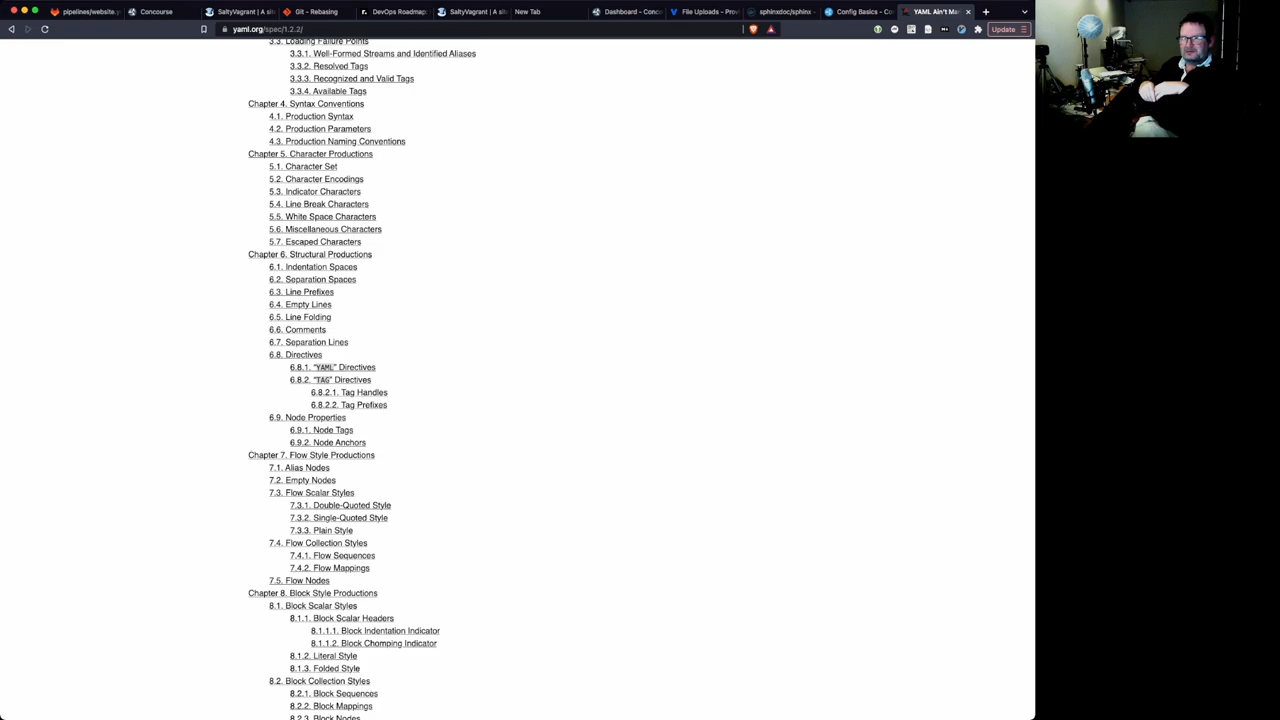 pipelines/website.y
Concourse
SaltyVagrant | A sit
Git - Rebasing
DevOps Roadmap
SaltyVagrant | A sit
New Tab
Dashboard - Conc
File Uploads - Prov
sphinxdoc/sphinx -
Config Basics - Co
YAML Ain't Ma
yaml.org/spec/1.2.2/
Update
3.3. Loading Failure Points
3.3.1. Well-Formed Streams and Identified Aliases
3.3.2. Resolved Tags
3.3.3. Recognized and Valid Tags
3.3.4. Available Tags
Chapter 4. Syntax Conventions
4.1. Production Syntax
4.2. Production Parameters
4.3. Production Naming Conventions
Chapter 5. Character Productions
5.1. Character Set
5.2. Character Encodings
5.3. Indicator Characters
5.4. Line Break Characters
5.5. White Space Characters
5.6. Miscellaneous Characters
5.7. Escaped Characters
Chapter 6. Structural Productions
6.1. Indentation Spaces
6.2. Separation Spaces
6.3. Line Prefixes
6.4. Empty Lines
6.5. Line Folding
6.6. Comments
6.7. Separation Lines
6.8. Directives
6.8.1. “YAML” Directives
6.8.2. “TAG” Directives
6.8.2.1. Tag Handles
6.8.2.2. Tag Prefixes
6.9. Node Properties
6.9.1. Node Tags
6.9.2. Node Anchors
Chapter 7. Flow Style Productions
7.1. Alias Nodes
7.2. Empty Nodes
7.3. Flow Scalar Styles
7.3.1. Double-Quoted Style
7.3.2. Single-Quoted Style
7.3.3. Plain Style
7.4. Flow Collection Styles
7.4.1. Flow Sequences
7.4.2. Flow Mappings
7.5. Flow Nodes
Chapter 8. Block Style Productions
8.1. Block Scalar Styles
8.1.1. Block Scalar Headers
8.1.1.1. Block Indentation Indicator
8.1.1.2. Block Chomping Indicator
8.1.2. Literal Style
8.1.3. Folded Style
8.2. Block Collection Styles
8.2.1. Block Sequences
8.2.2. Block Mappings
8.2.3. Block Nodes